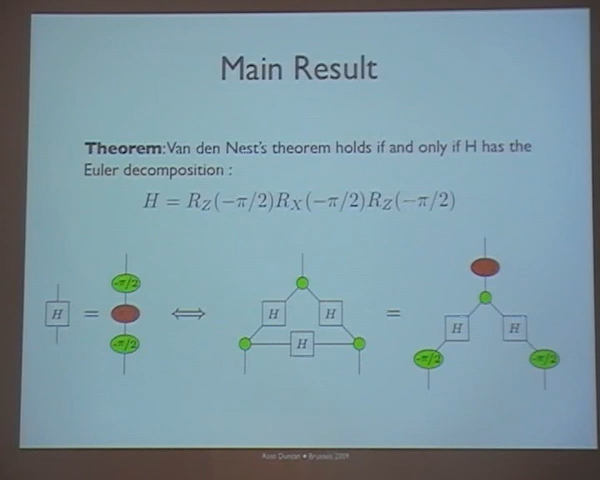 Main Result
Theorem: Van den Nest's theorem holds if and only if H has the
Euler decomposition :
H = R_Z(−π/2)R_X(−π/2)R_Z(−π/2)
-π/2
H = ⟺ H H =
-π/2
H H H
-π/2 -π/2
Ross Duncan • Brussels 2009